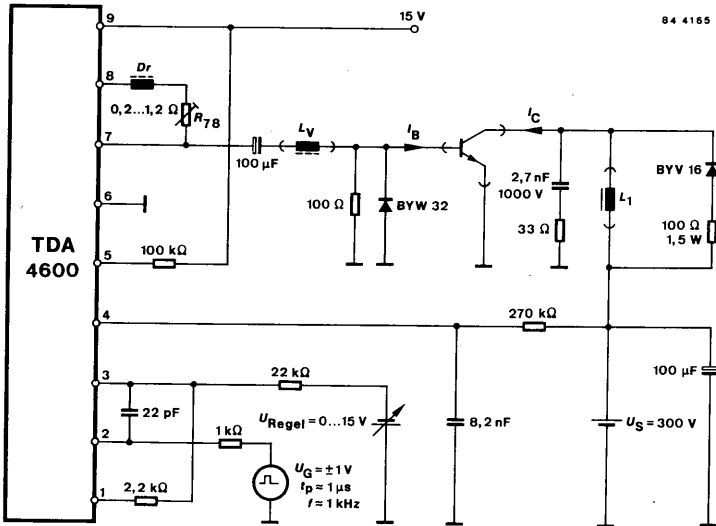 84 4165
9
15 V
8
Dr
0,2...1,2 Ω
R78
7
100 µF
LV
IB
IC
2,7 nF
1000 V
33 Ω
L1
BYV 16
100 Ω
1,5 W
100 Ω
BYW 32
6
TDA
4600
5
100 kΩ
4
270 kΩ
3
22 kΩ
100 µF
22 pF
URegel = 0...15 V
8,2 nF
US = 300 V
2
1 kΩ
UG = ± 1 V
tp ≈ 1 µs
f ≈ 1 kHz
1
2,2 kΩ